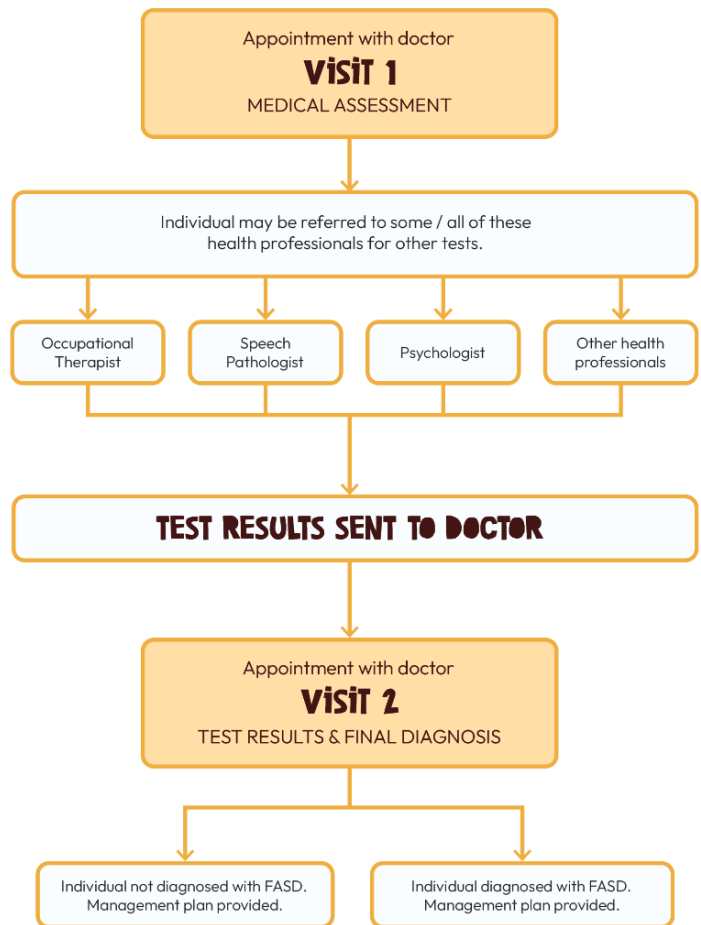 Appointment with doctor
VISIT 1
MEDICAL ASSESSMENT
Individual may be referred to some / all of these
health professionals for other tests.
Occupational
Therapist
Speech
Pathologist
Psychologist
Other health
professionals
TEST RESULTS SENT TO DOCTOR
Appointment with doctor
VISIT 2
TEST RESULTS & FINAL DIAGNOSIS
Individual not diagnosed with FASD.
Management plan provided.
Individual diagnosed with FASD.
Management plan provided.